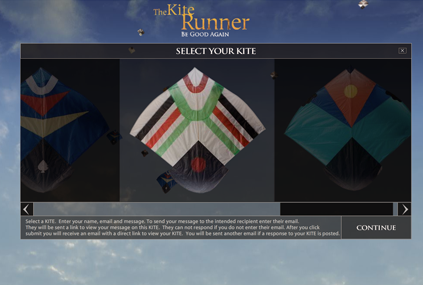 The Kite
Runner
BE GOOD AGAIN
SELECT YOUR KITE
X
Select a KITE. Enter your name, email and message. To send your message to the intended recipient enter their email.
They will be sent a link to view your message on this KITE. They can not respond if you do not enter their email. After you click
submit you will receive an email with a direct link to view your KITE. You will be sent another email if a response to your KITE is posted.
CONTINUE